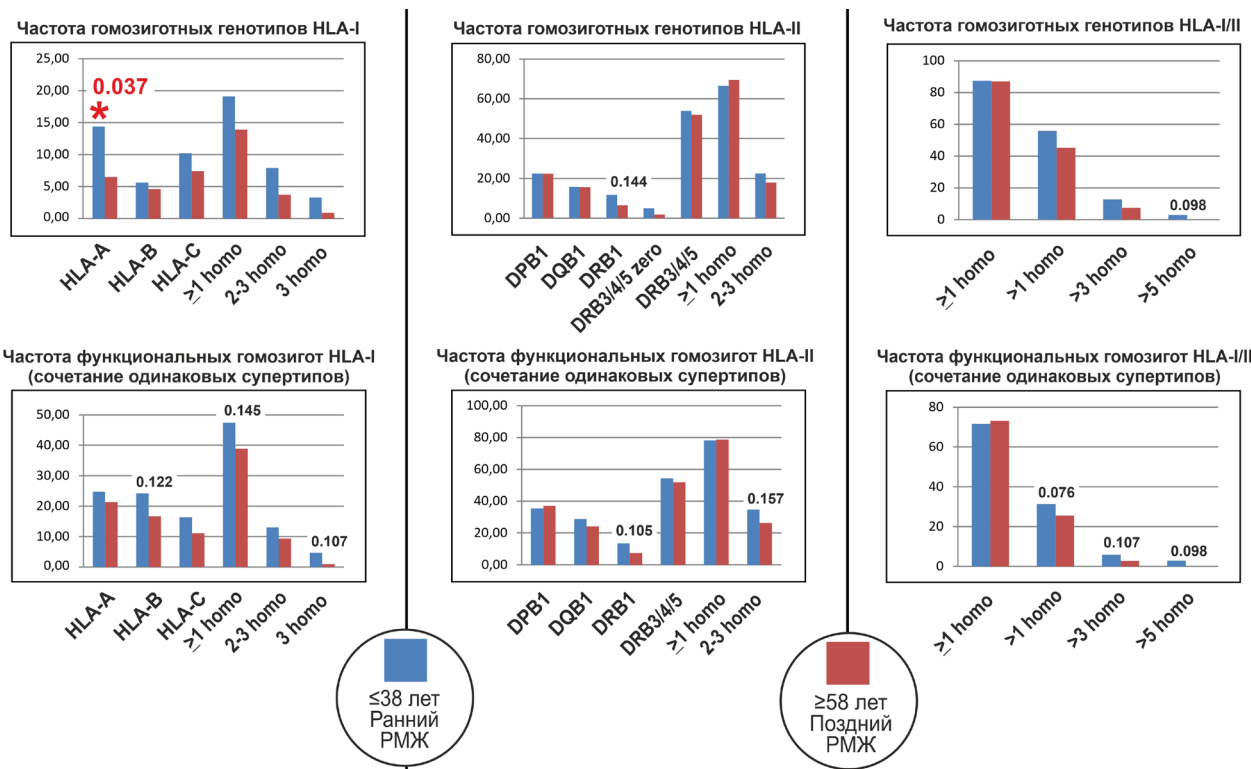 Частота гомозиготных генотипов HLA-I
25,00
20,00
15,00
10,00
5,00
0,00
0.037
*
HLA-A
HLA-B
HLA-C
≥1 homo
2-3 homo
3 homo
Частота гомозиготных генотипов HLA-II
80,00
60,00
40,00
20,00
0,00
0.144
DPB1
DQB1
DRB1
DRB3/4/5 zero
DRB3/4/5
≥1 homo
2-3 homo
Частота гомозиготных генотипов HLA-I/II
100
80
60
40
20
0
0.098
≥1 homo
>1 homo
>3 homo
>5 homo
Частота функциональных гомозигот HLA-I
(сочетание одинаковых супертипов)
50,00
40,00
30,00
20,00
10,00
0,00
0.122
0.145
0.107
HLA-A
HLA-B
HLA-C
≥1 homo
2-3 homo
3 homo
Частота функциональных гомозигот HLA-II
(сочетание одинаковых супертипов)
100,00
80,00
60,00
40,00
20,00
0,00
0.105
0.157
DPB1
DQB1
DRB1
DRB3/4/5
≥1 homo
2-3 homo
Частота функциональных гомозигот HLA-I/II
(сочетание одинаковых супертипов)
80
60
40
20
0
0.076
0.107
0.098
≥1 homo
>1 homo
>3 homo
>5 homo
≤38 лет
Ранний
РМЖ
≥58 лет
Поздний
РМЖ